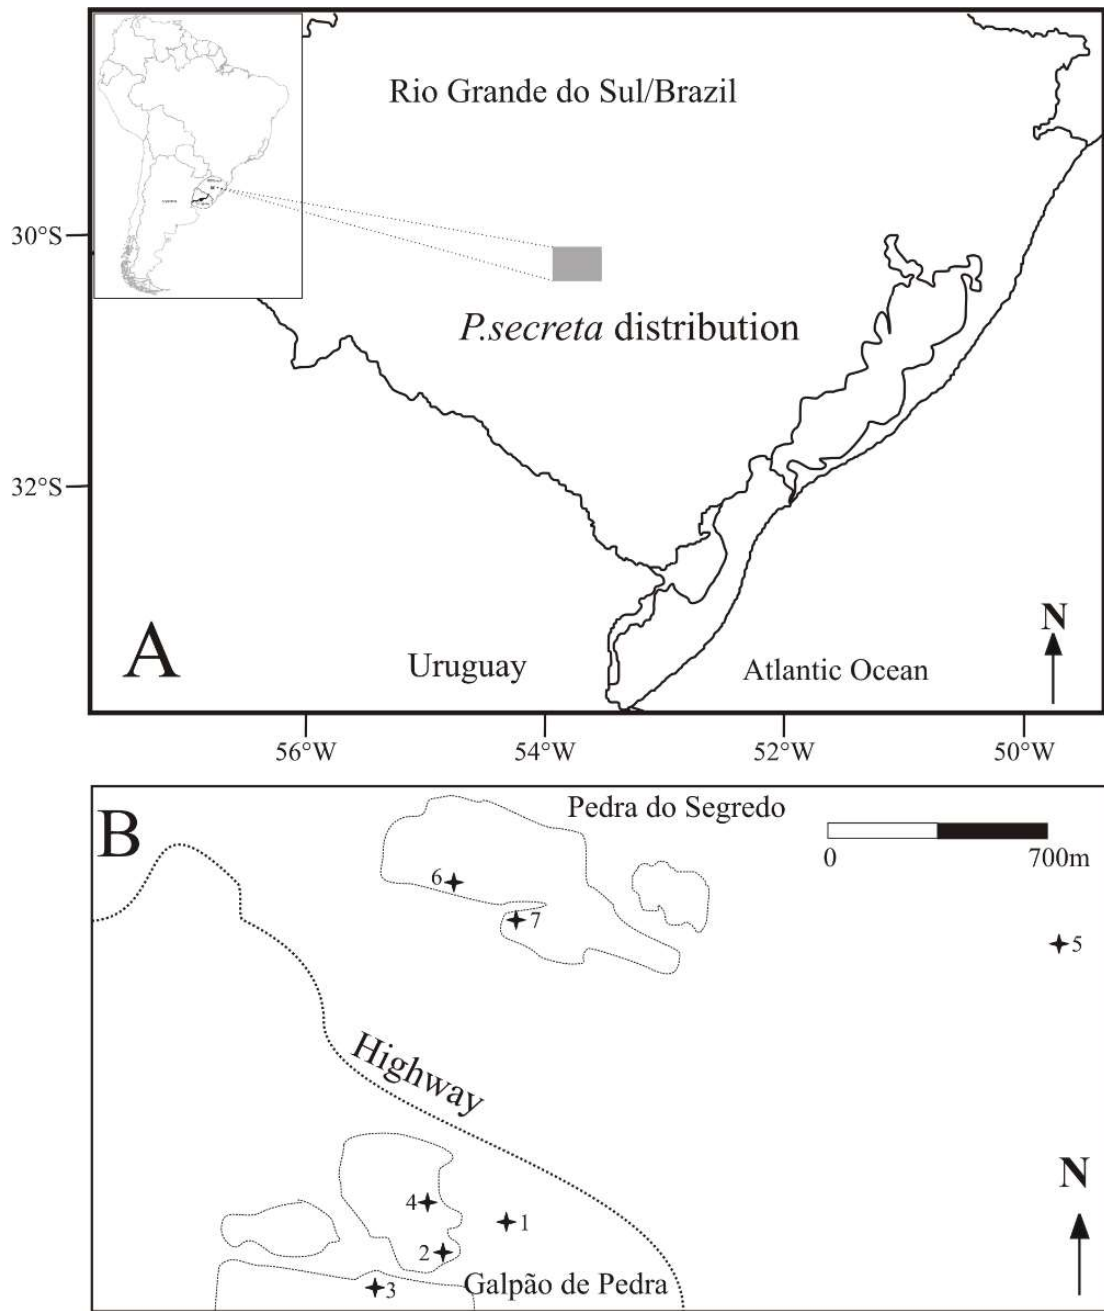 Rio Grande do Sul/Brazil
30°S
P.secreta distribution
32°S
N
A
Uruguay
Atlantic Ocean
56°W
54°W
52°W
50°W
B
Pedra do Segredo
0
700m
6
7
5
Highway
N
4
1
2
3
Galpão de Pedra